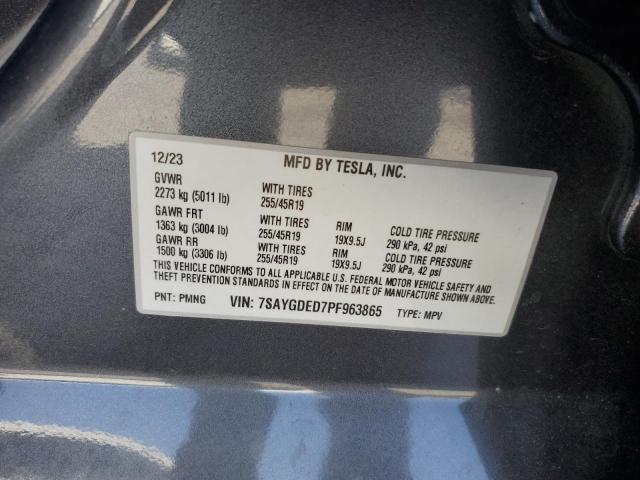 12/23 MFD BY TESLA, INC.
GVWR
2273 kg (5011 lb) WITH TIRES 255/45R19
GAWR FRT
1363 kg (3004 lb) WITH TIRES 255/45R19 RIM 19X9.5J COLD TIRE PRESSURE 290 kPa, 42 psi
GAWR RR
1500 kg (3306 lb) WITH TIRES 255/45R19 RIM 19X9.5J COLD TIRE PRESSURE 290 kPa, 42 psi
THIS VEHICLE CONFORMS TO ALL APPLICABLE U.S. FEDERAL MOTOR VEHICLE SAFETY AND
THEFT PREVENTION STANDARDS IN EFFECT ON THE DATE OF MANUFACTURE SHOWN ABOVE.
PNT: PMNG VIN: 7SAYGDED7PF963865 TYPE: MPV